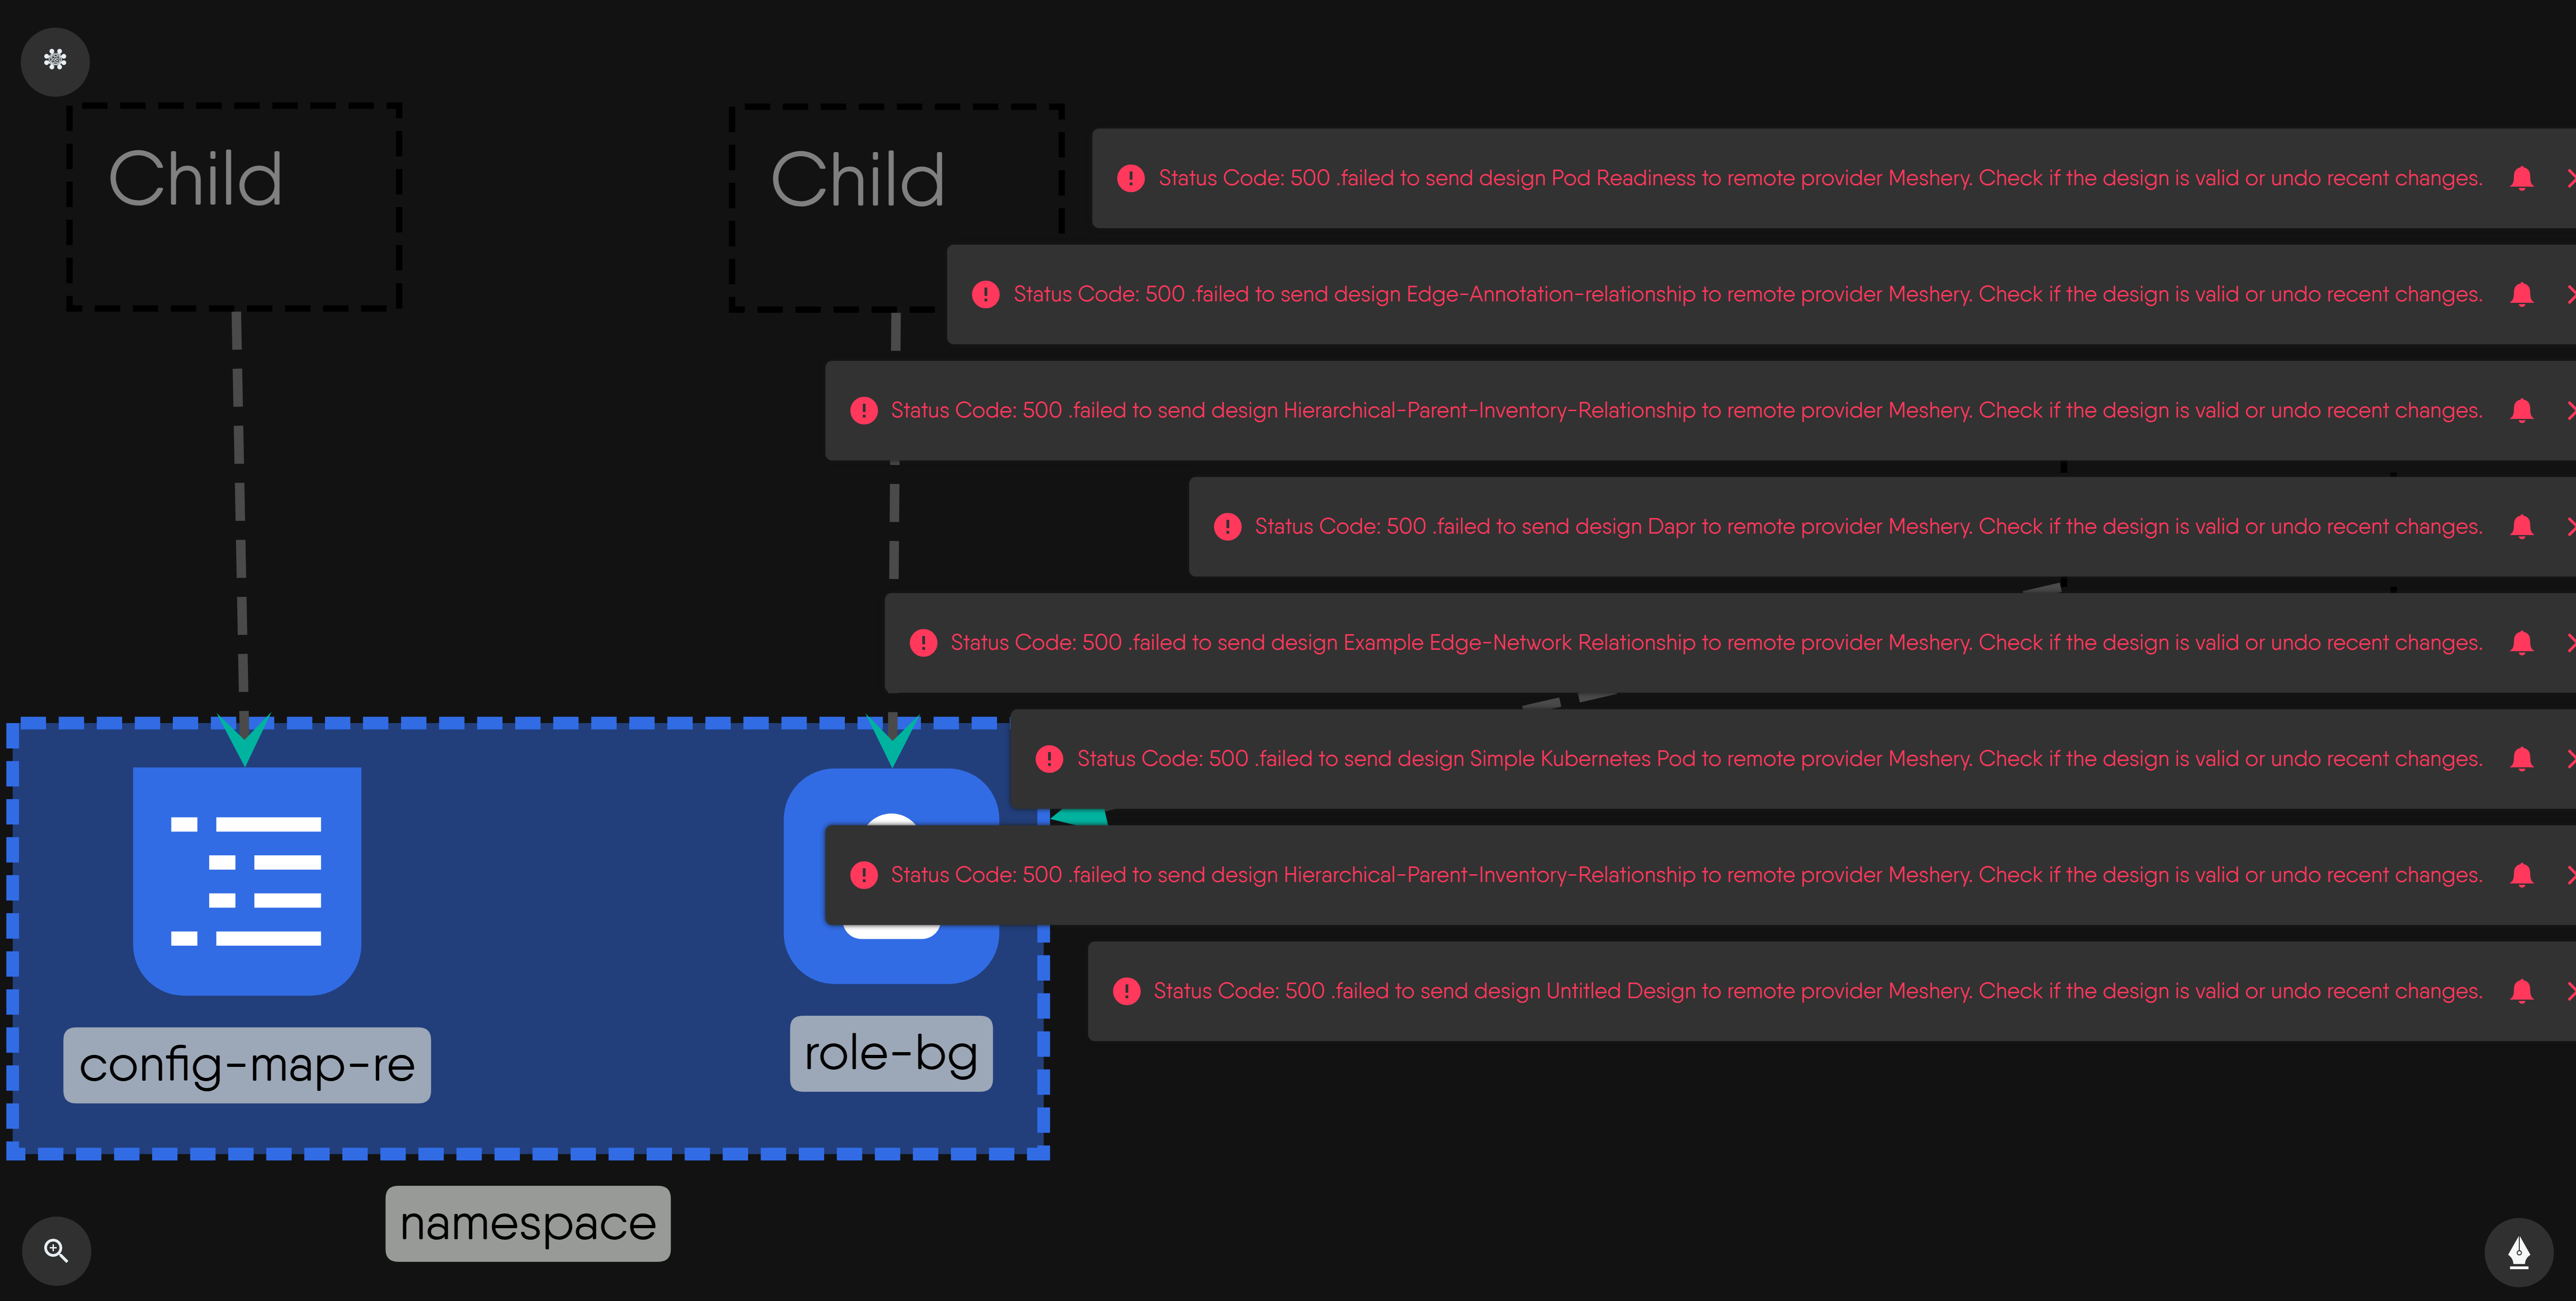 Child
Child
Status Code: 500 .failed to send design Pod Readiness to remote provider Meshery. Check if the design is valid or undo recent changes.
Status Code: 500 .failed to send design Edge-Annotation-relationship to remote provider Meshery. Check if the design is valid or undo recent changes.
Status Code: 500 .failed to send design Hierarchical-Parent-Inventory-Relationship to remote provider Meshery. Check if the design is valid or undo recent changes.
Status Code: 500 .failed to send design Dapr to remote provider Meshery. Check if the design is valid or undo recent changes.
Status Code: 500 .failed to send design Example Edge-Network Relationship to remote provider Meshery. Check if the design is valid or undo recent changes.
Status Code: 500 .failed to send design Simple Kubernetes Pod to remote provider Meshery. Check if the design is valid or undo recent changes.
Status Code: 500 .failed to send design Hierarchical-Parent-Inventory-Relationship to remote provider Meshery. Check if the design is valid or undo recent changes.
Status Code: 500 .failed to send design Untitled Design to remote provider Meshery. Check if the design is valid or undo recent changes.
config-map-re
role-bg
namespace